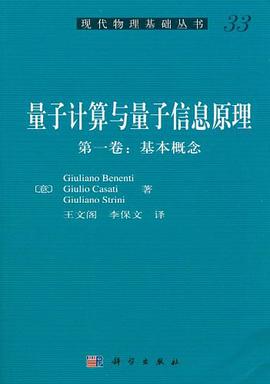 现代物理基础丛书 33
量子计算与量子信息原理
第一卷：基本概念
Giuliano Benenti
〔意〕 Giulio Casati 著
Giuliano Strini
王文阁 李保文 译
科学出版社